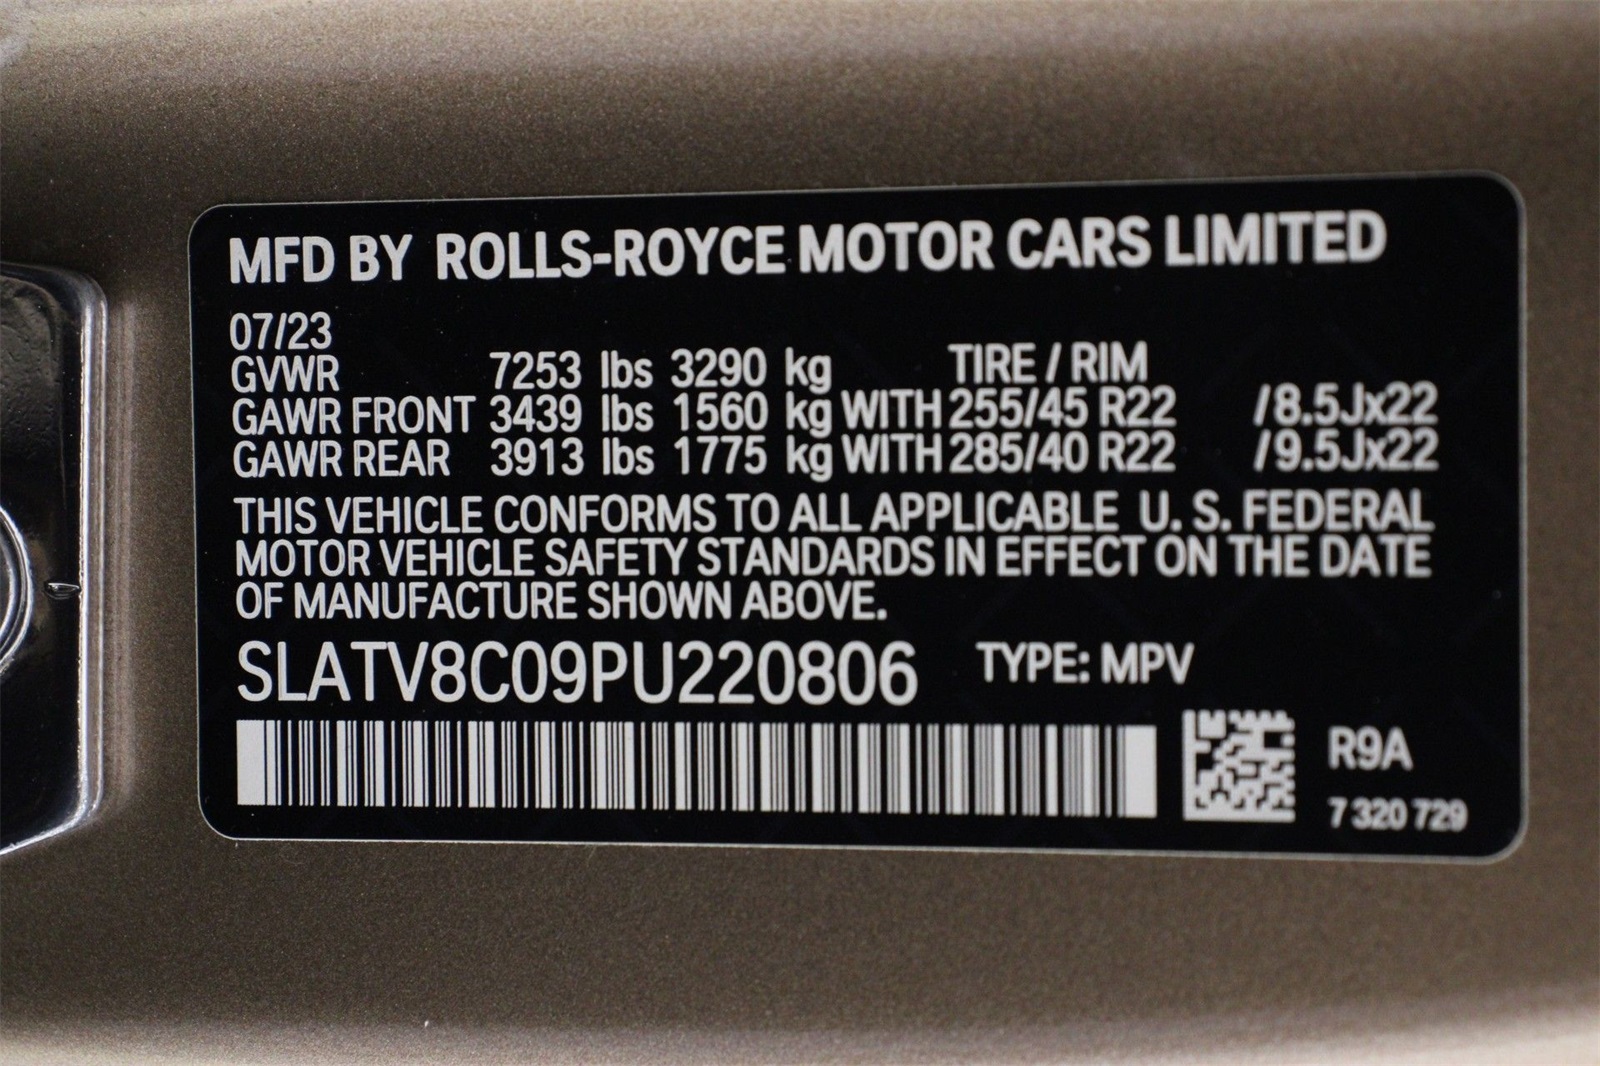 MFD BY ROLLS-ROYCE MOTOR CARS LIMITED
07/23
GVWR 7253 lbs 3290 kg TIRE / RIM
GAWR FRONT 3439 lbs 1560 kg WITH 255/45 R22 /8.5Jx22
GAWR REAR 3913 lbs 1775 kg WITH 285/40 R22 /9.5Jx22
THIS VEHICLE CONFORMS TO ALL APPLICABLE U. S. FEDERAL
MOTOR VEHICLE SAFETY STANDARDS IN EFFECT ON THE DATE
OF MANUFACTURE SHOWN ABOVE.
SLATV8C09PU220806 TYPE: MPV
R9A
7 320 729